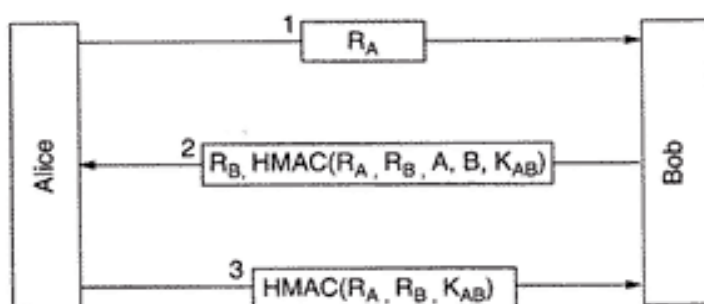 1
R_A
Alice
2
R_B, HMAC(R_A, R_B, A, B, K_AB)
Bob
3
HMAC(R_A, R_B, K_AB)